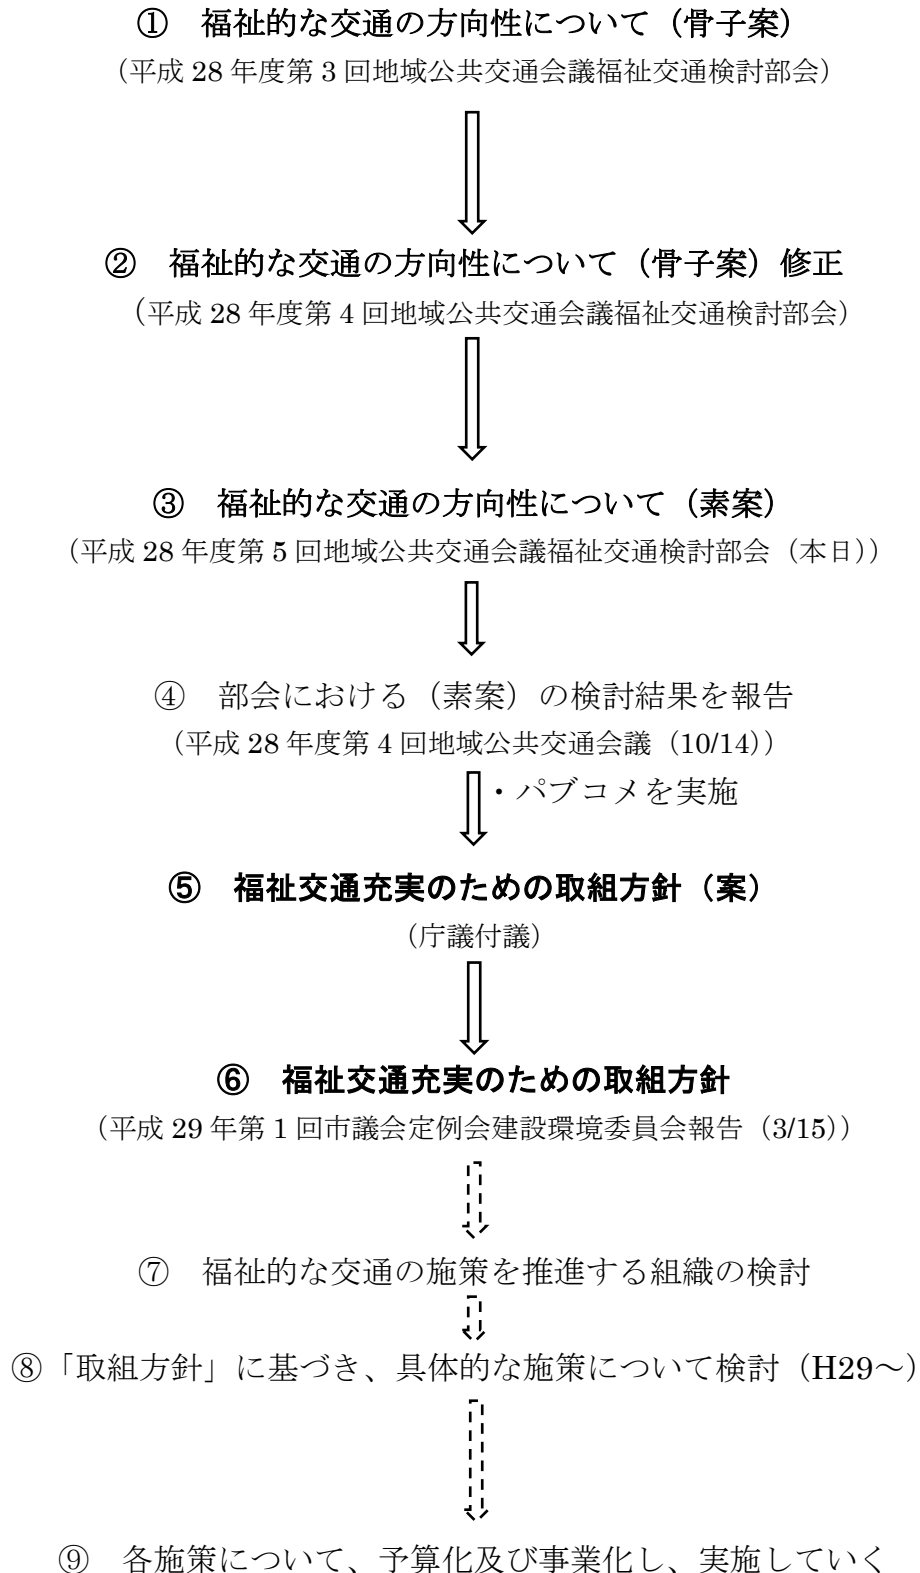 ①　福祉的な交通の方向性について（骨子案）
（平成 28 年度第 3 回地域公共交通会議福祉交通検討部会）
②　福祉的な交通の方向性について（骨子案）修正
（平成 28 年度第 4 回地域公共交通会議福祉交通検討部会）
③　福祉的な交通の方向性について（素案）
（平成 28 年度第 5 回地域公共交通会議福祉交通検討部会（本日））
④　部会における（素案）の検討結果を報告
（平成 28 年度第 4 回地域公共交通会議（10/14））
・パブコメを実施
⑤　福祉交通充実のための取組方針（案）
（庁議付議）
⑥　福祉交通充実のための取組方針
（平成 29 年第 1 回市議会定例会建設環境委員会報告（3/15））
⑦　福祉的な交通の施策を推進する組織の検討
⑧「取組方針」に基づき、具体的な施策について検討（H29～）
⑨　各施策について、予算化及び事業化し、実施していく